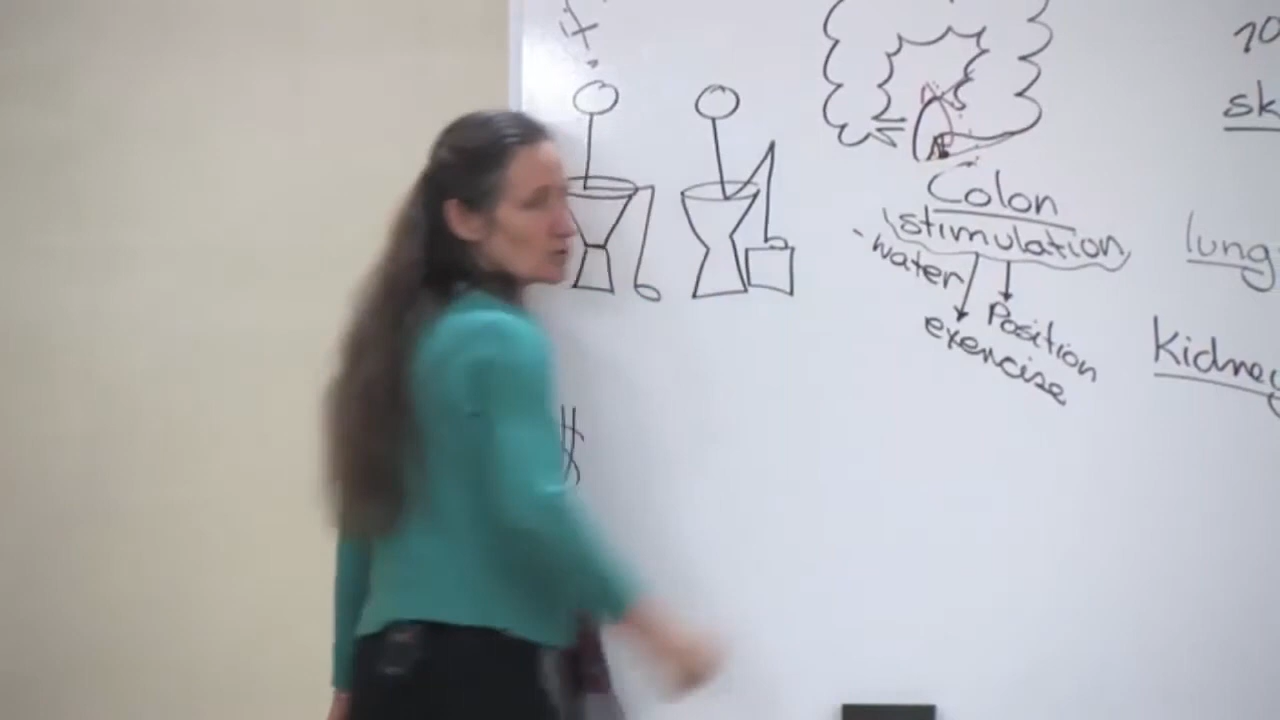 Colon
stimulation
water
Position
exercise
sk
lung
kidney